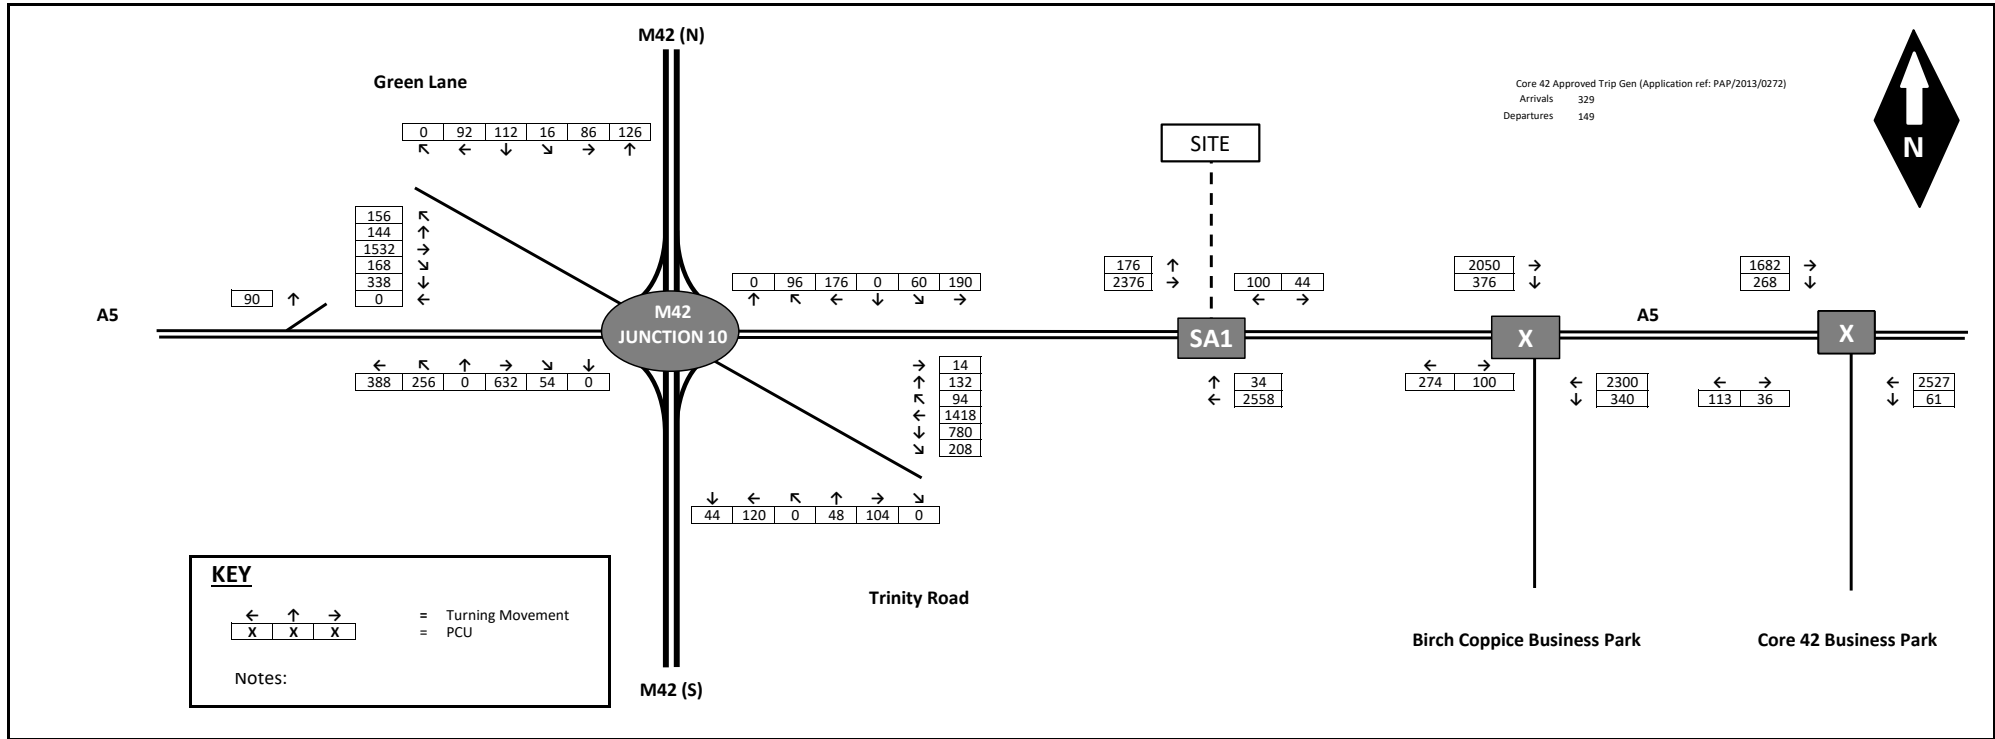 M42 (N)
Green Lane
Core 42 Approved Trip Gen (Application ref: PAP/2013/0272)
Arrivals 329
Departures 149
N
SITE
0 92 112 16 86 126
↖ ← ↓ ↘ → ↑
156 ↖
144 ↑
1532 →
168 ↘
338 ↓
0 ←
90 ↑
0 96 176 0 60 190
↑ ↖ ← ↓ ↘ →
176 ↑
2376 →
100 44
← →
2050 →
376 ↓
1682 →
268 ↓
A5
M42
JUNCTION 10
SA1
X
A5
X
← ↖ ↑ → ↘ ↓
388 256 0 632 54 0
→ 14
↑ 132
↖ 94
← 1418
↓ 780
↘ 208
↑ 34
← 2558
← →
274 100
← 2300
↓ 340
← →
113 36
← 2527
↓ 61
↓ ← ↖ ↑ → ↘
44 120 0 48 104 0
Trinity Road
Birch Coppice Business Park
Core 42 Business Park
M42 (S)
KEY
← ↑ → = Turning Movement
X X X = PCU
Notes: